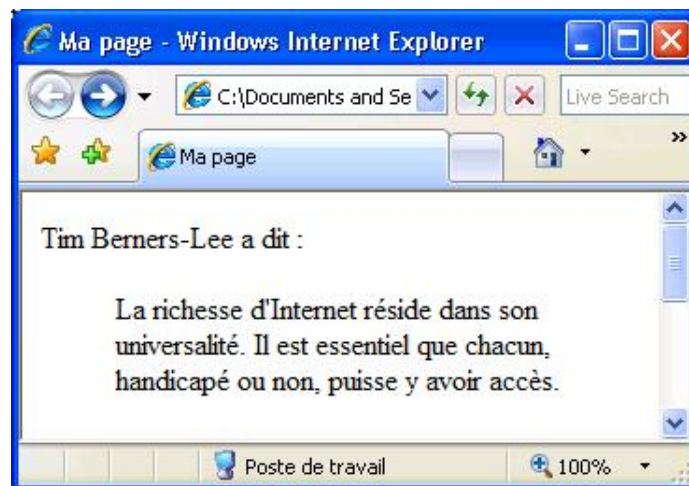 Ma page - Windows Internet Explorer
C:\Documents and Se
Live Search
Ma page
Tim Berners-Lee a dit :
La richesse d'Internet réside dans son
universalité. Il est essentiel que chacun,
handicapé ou non, puisse y avoir accès.
Poste de travail
100%